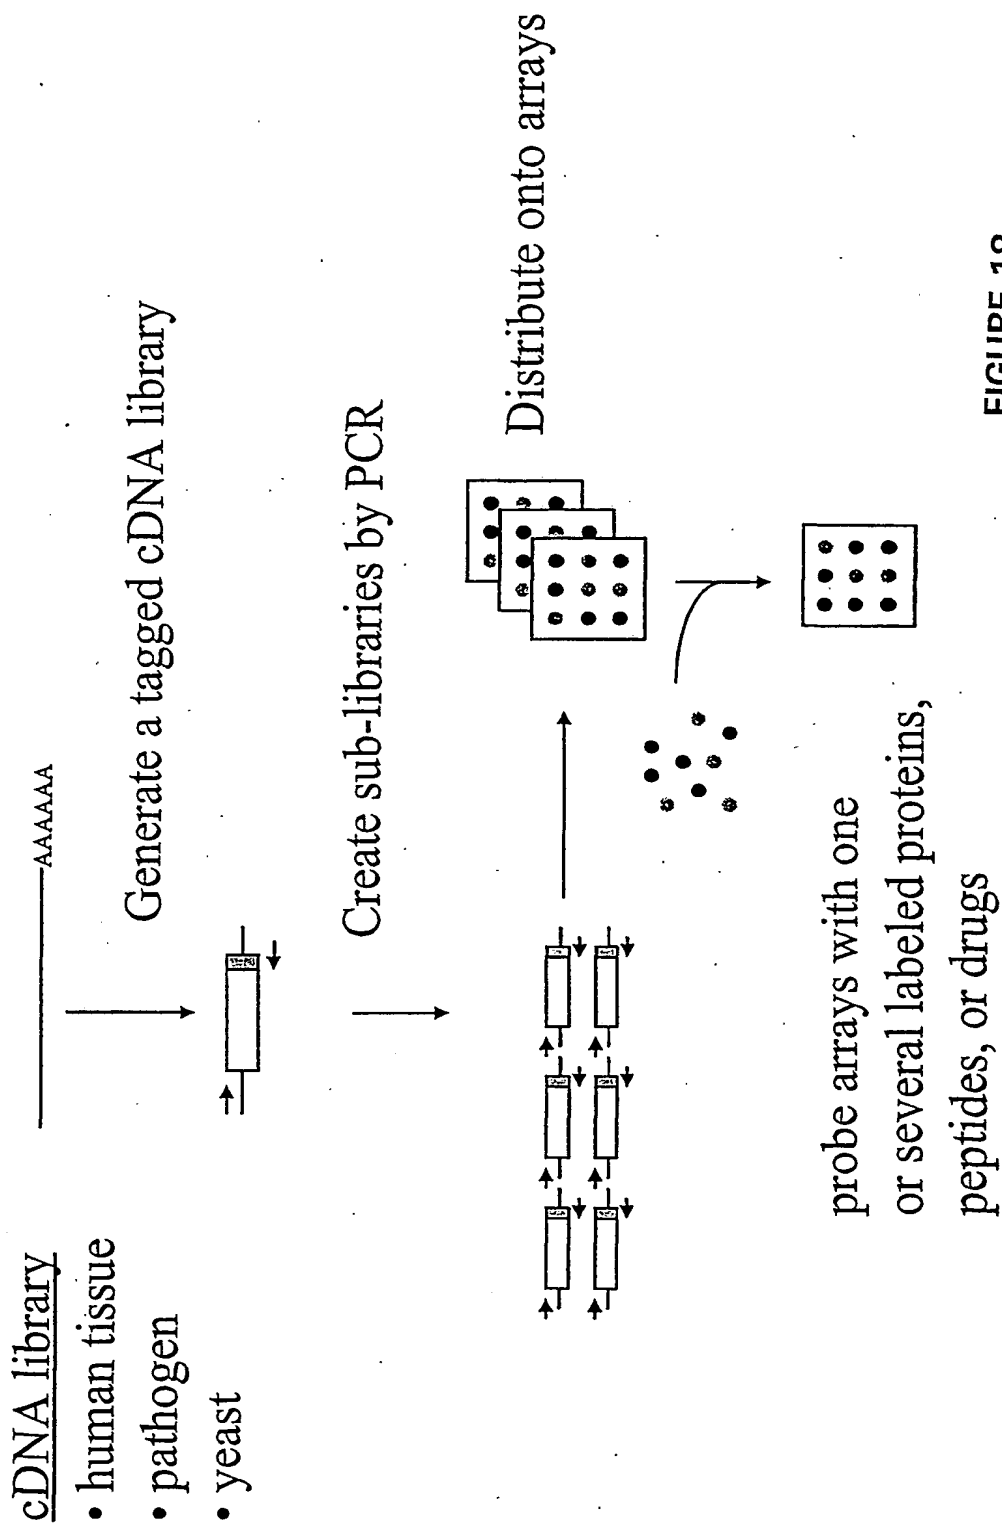 cDNA library
• human tissue
• pathogen
• yeast
AAAAAA
Generate a tagged cDNA library
Create sub-libraries by PCR
Distribute onto arrays
probe arrays with one
or several labeled proteins,
peptides, or drugs
FIGURE